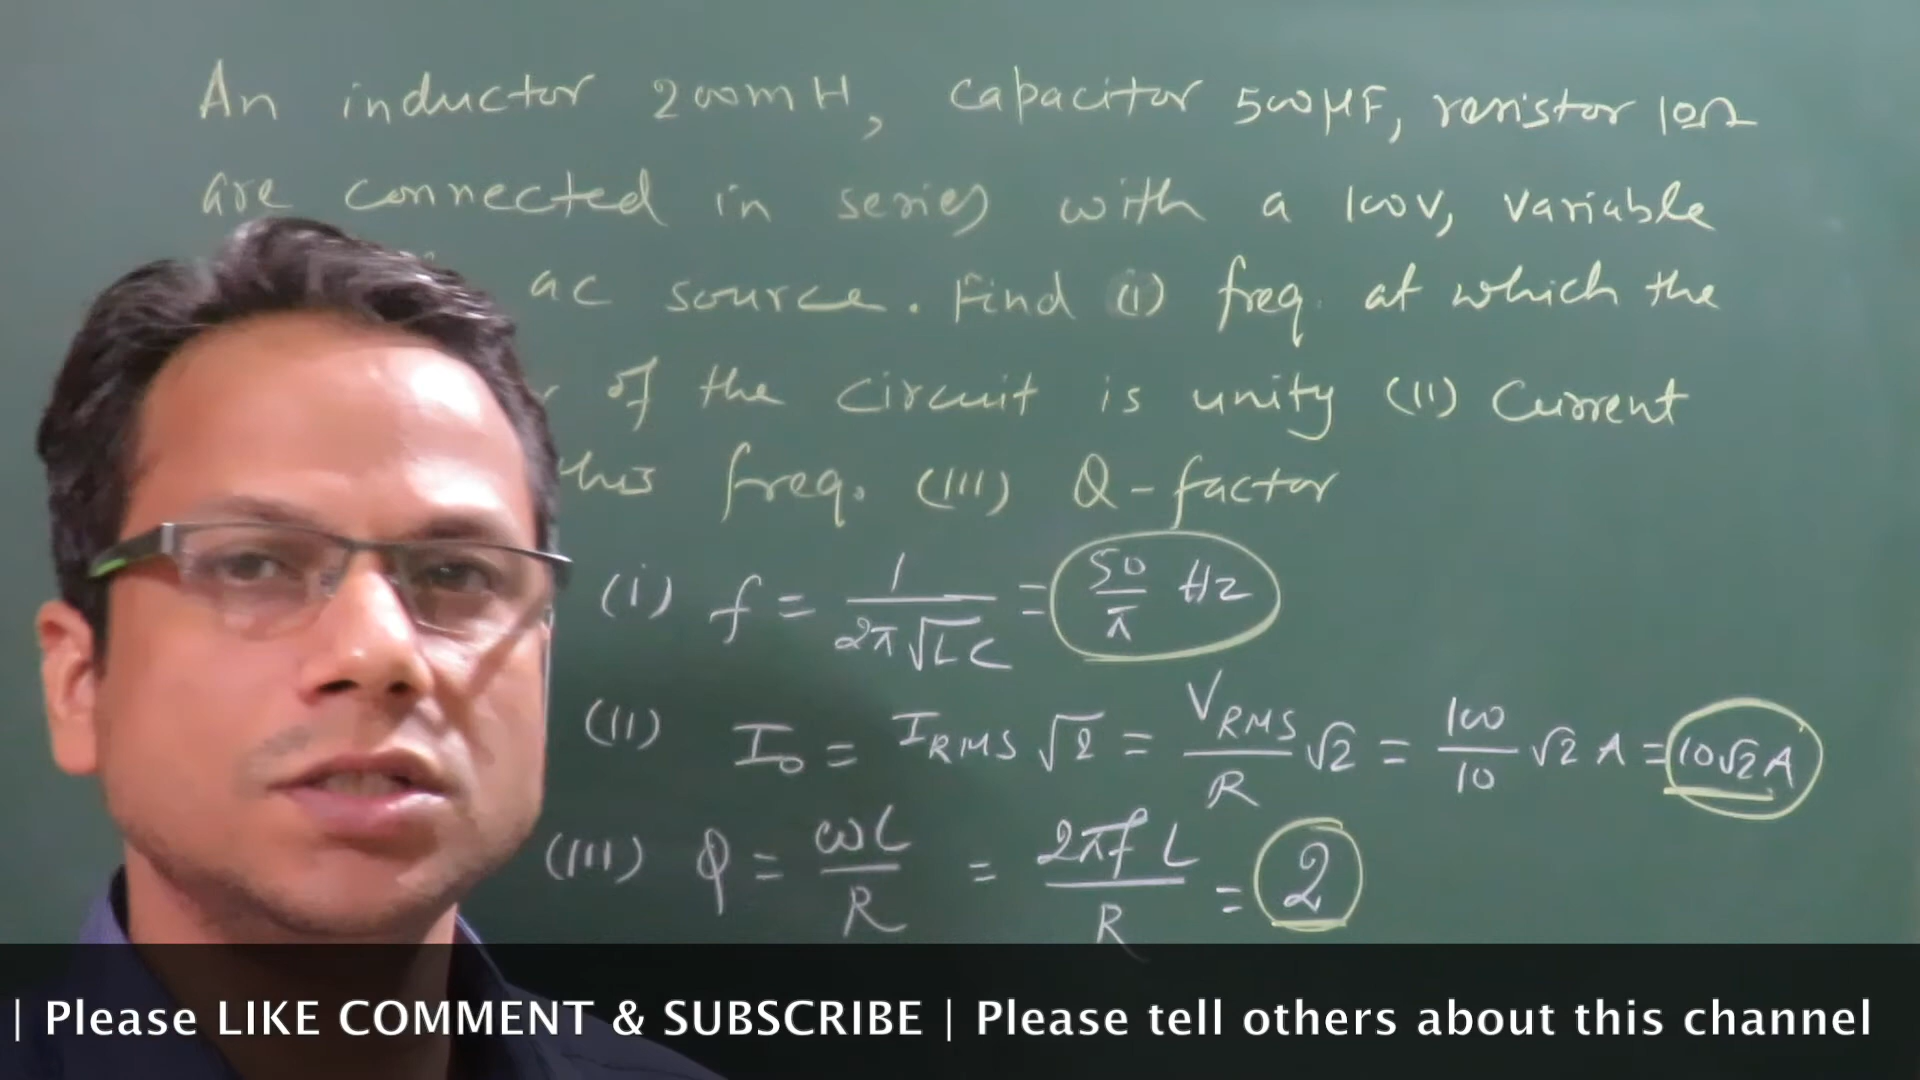 An inductor 200mH, capacitor 500μF, resistor 10Ω
are connected in series with a 100V, variable
ac source. Find (i) freq. at which the
of the circuit is unity (ii) Current
this freq. (iii) Q-factor
(i) f = 1/(2π√LC) = 50/π Hz
(ii) I₀ = I_RMS √2 = V_RMS/R √2 = 100/10 √2 A = 10√2 A
(iii) Q = ωL/R = 2πf L/R = 2
| Please LIKE COMMENT & SUBSCRIBE | Please tell others about this channel